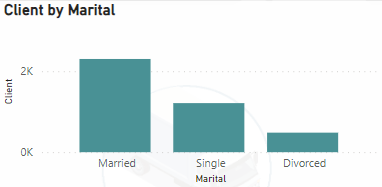 Client by Marital
Client
2K
0K
Married Single Divorced
Marital